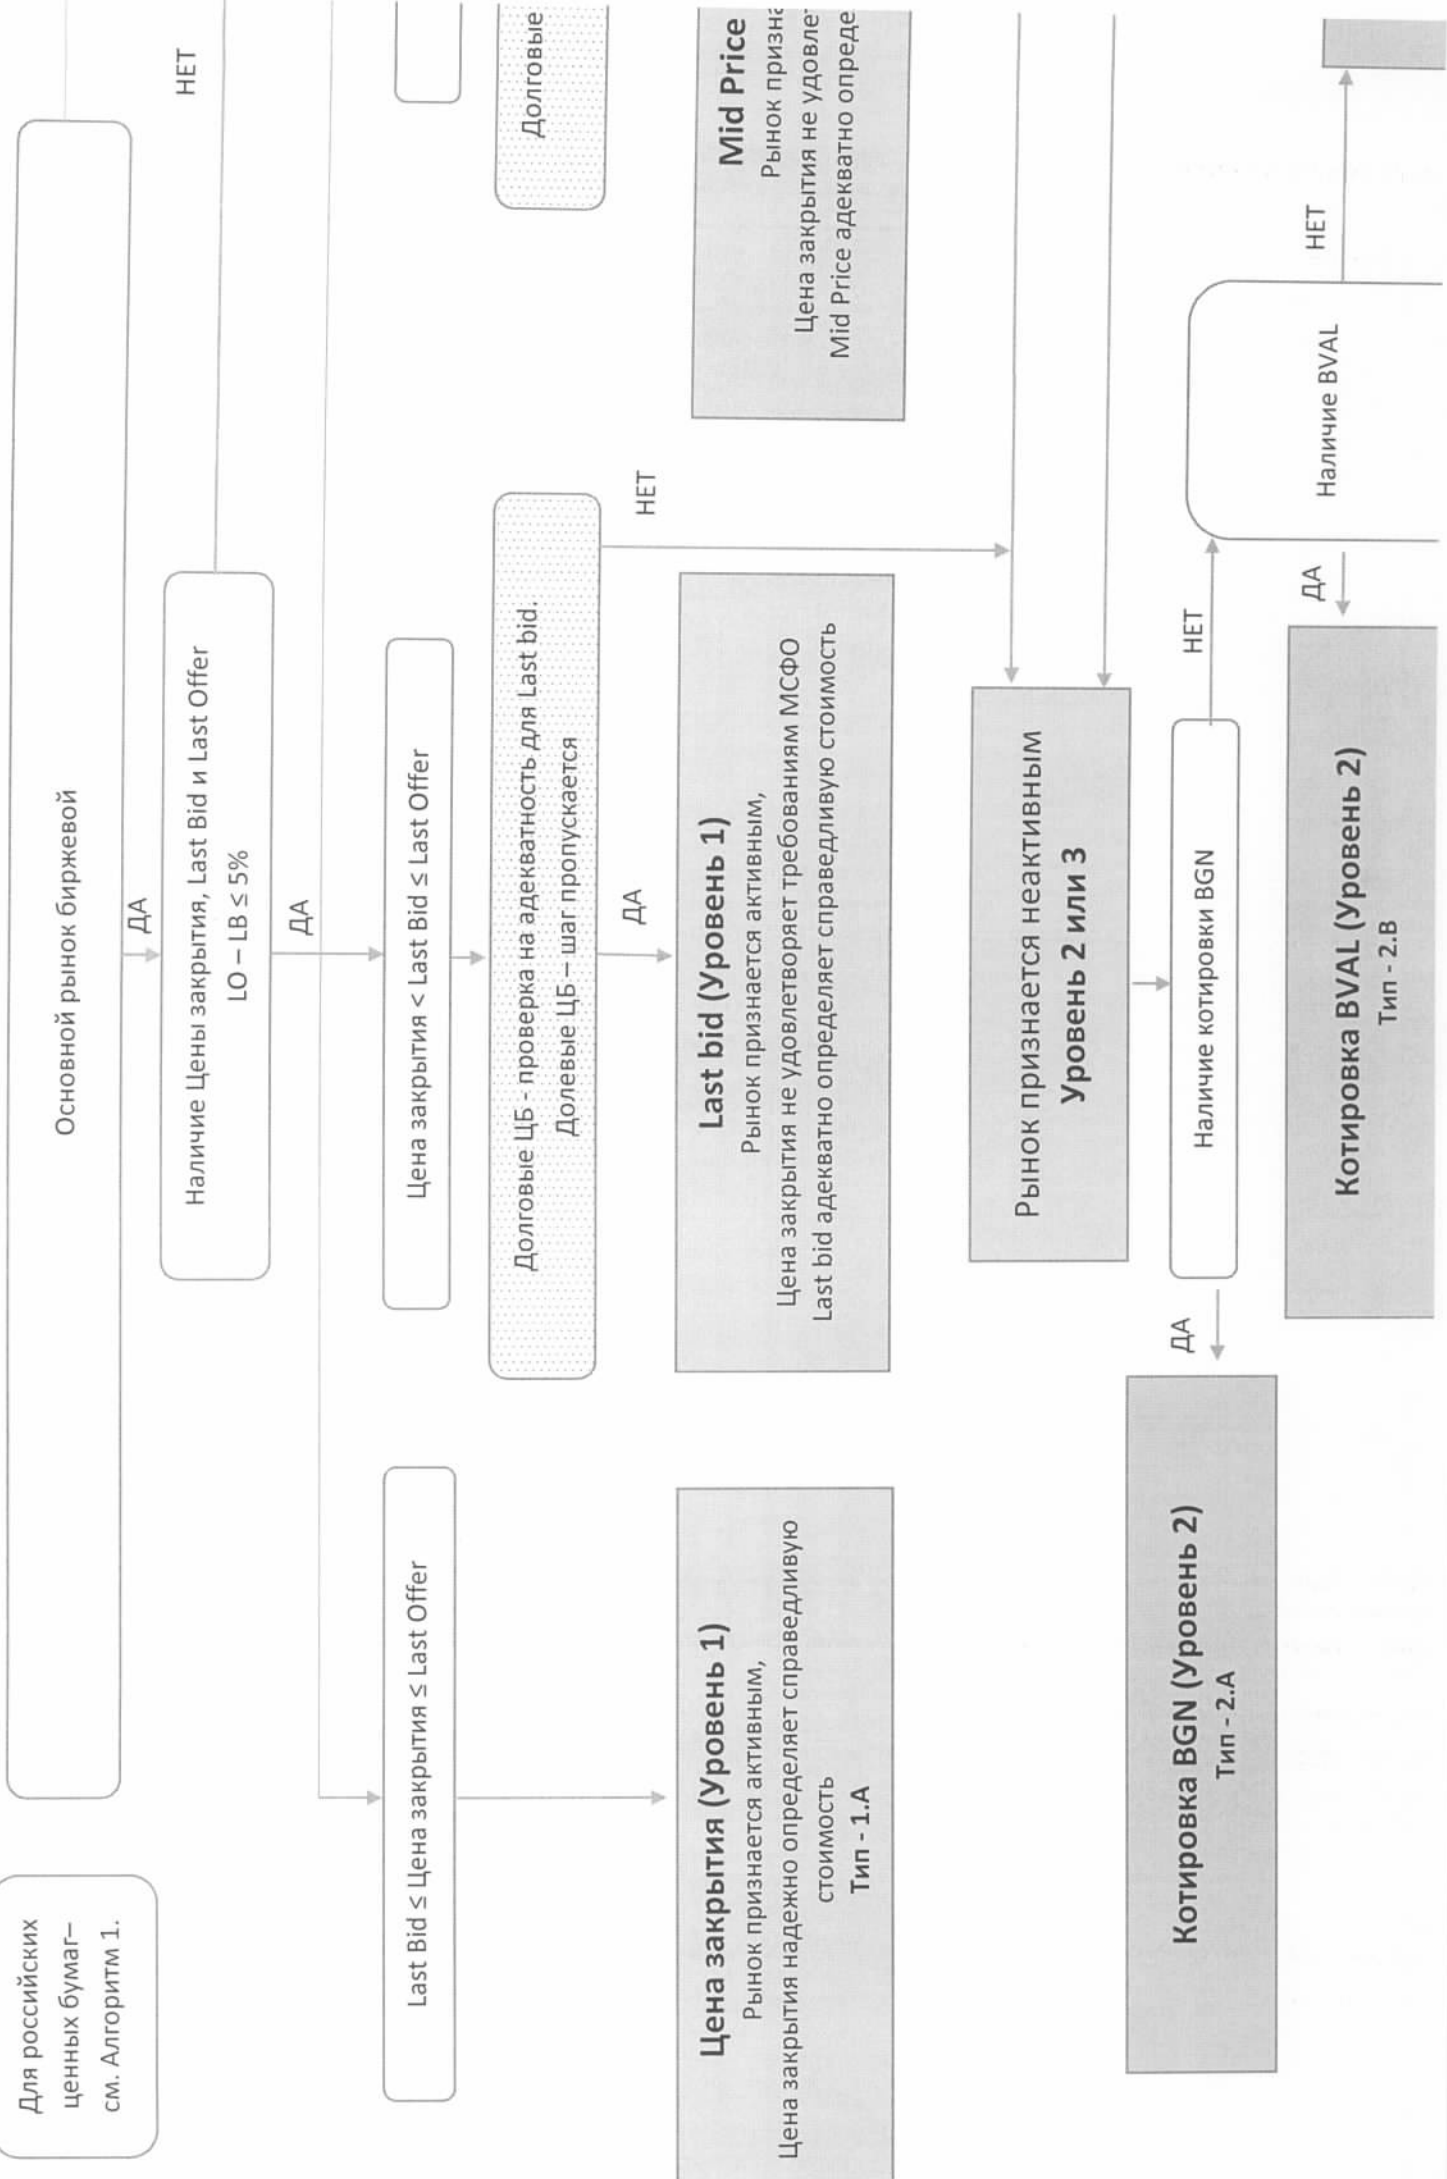 Для российских
ценных бумаг–
см. Алгоритм 1.
Основной рынок биржевой
ДА
Наличие Цены закрытия, Last Bid и Last Offer
LO – LB ≤ 5%
НЕТ
ДА
Last Bid ≤ Цена закрытия ≤ Last Offer
Цена закрытия < Last Bid ≤ Last Offer
Долговые ЦБ - проверка на адекватность для Last bid.
Долевые ЦБ – шаг пропускается
Долговые
ДА
НЕТ
Цена закрытия (Уровень 1)
Рынок признается активным,
Цена закрытия надежно определяет справедливую
стоимость
Тип - 1.A
Last bid (Уровень 1)
Рынок признается активным,
Цена закрытия не удовлетворяет требованиям МСФО
Last bid адекватно определяет справедливую стоимость
Mid Price
Рынок призна
Цена закрытия не удовлет
Mid Price адекватно опреде
Рынок признается неактивным
Уровень 2 или 3
ДА
Наличие котировки BGN
НЕТ
Котировка BGN (Уровень 2)
Тип - 2.A
Котировка BVAL (Уровень 2)
Тип - 2.B
ДА
Наличие BVAL
НЕТ